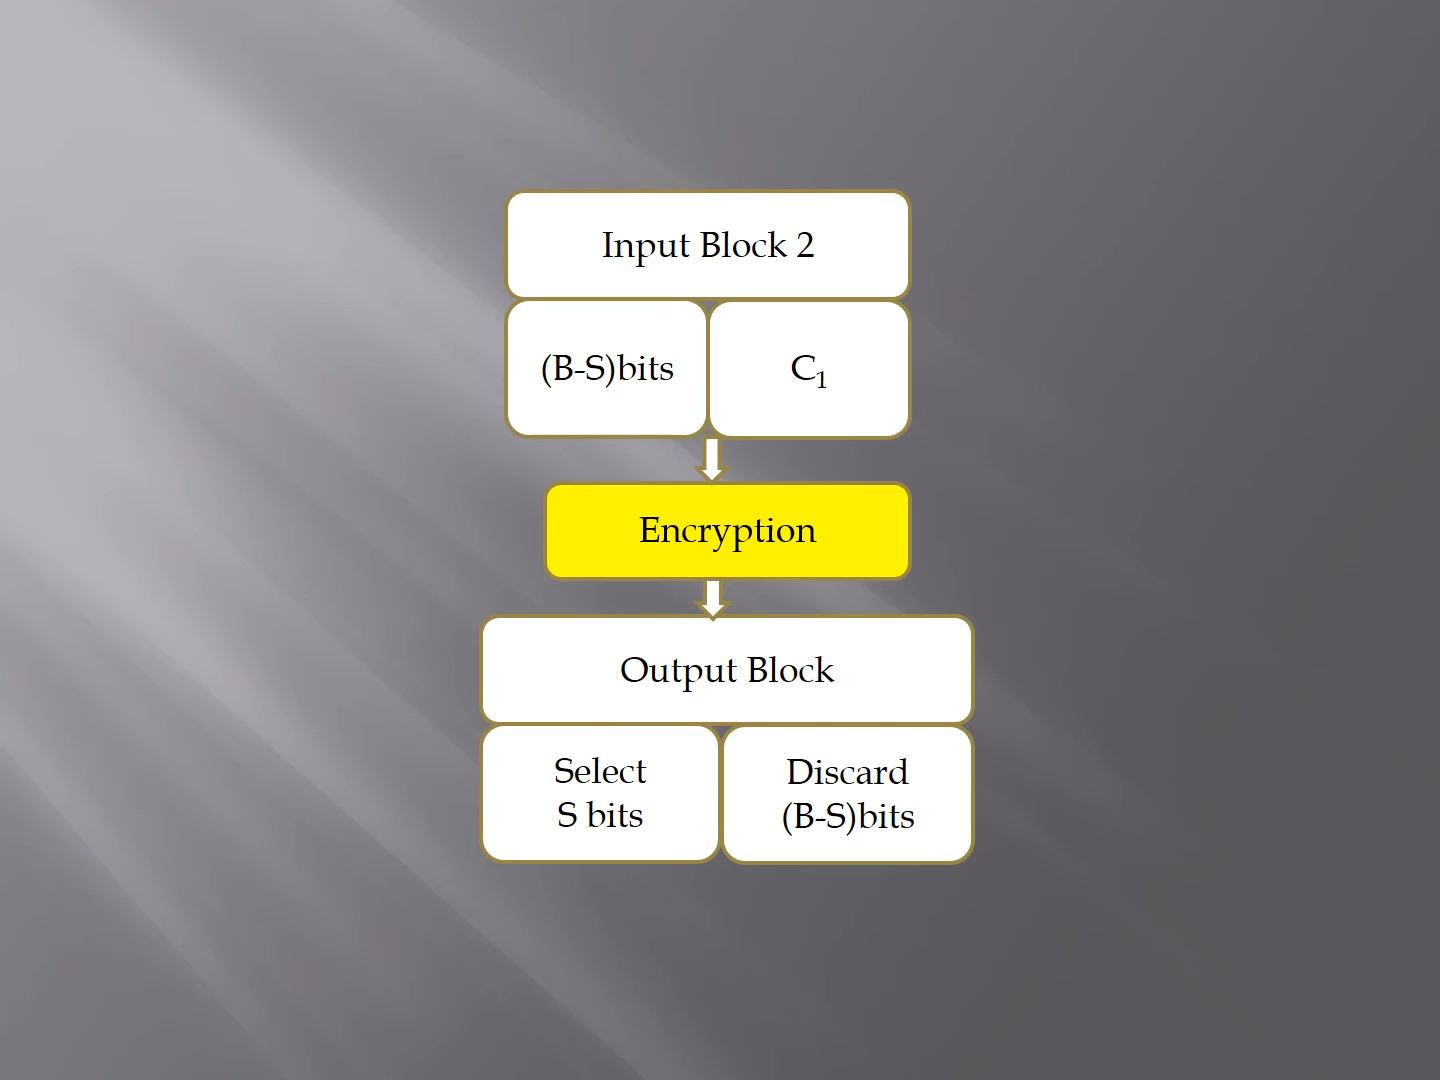 Input Block 2
(B-S)bits
C₁
Encryption
Output Block
Select
S bits
Discard
(B-S)bits